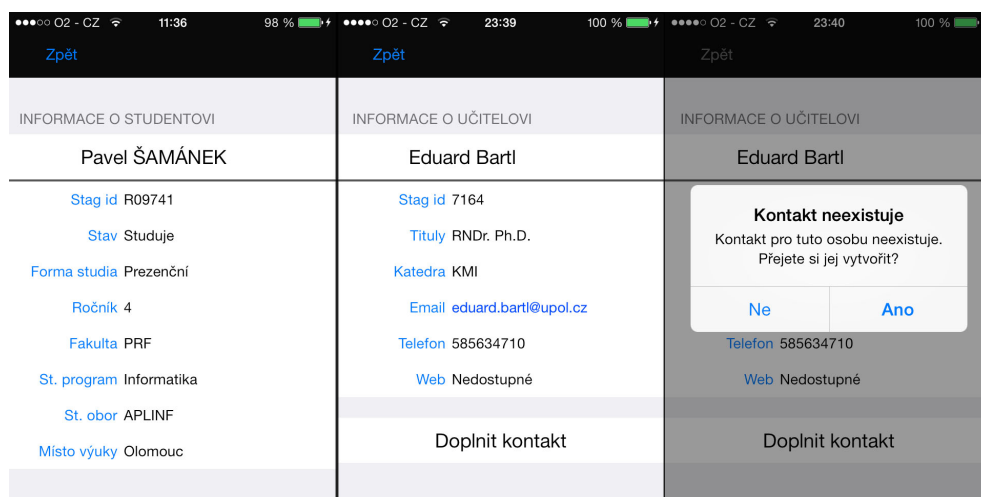 O2 - CZ 11:36 98 %
Zpět
INFORMACE O STUDENTOVI
Pavel ŠAMÁNEK
Stag id R09741
Stav Studuje
Forma studia Prezenční
Ročník 4
Fakulta PRF
St. program Informatika
St. obor APLINF
Místo výuky Olomouc
O2 - CZ 23:39 100 %
Zpět
INFORMACE O UČITELOVI
Eduard Bartl
Stag id 7164
Tituly RNDr. Ph.D.
Katedra KMI
Email eduard.bartl@upol.cz
Telefon 585634710
Web Nedostupné
Doplnit kontakt
O2 - CZ 23:40 100 %
Zpět
INFORMACE O UČITELOVI
Eduard Bartl
Kontakt neexistuje
Kontakt pro tuto osobu neexistuje.
Přejete si jej vytvořit?
Ne Ano
Telefon 585634710
Web Nedostupné
Doplnit kontakt